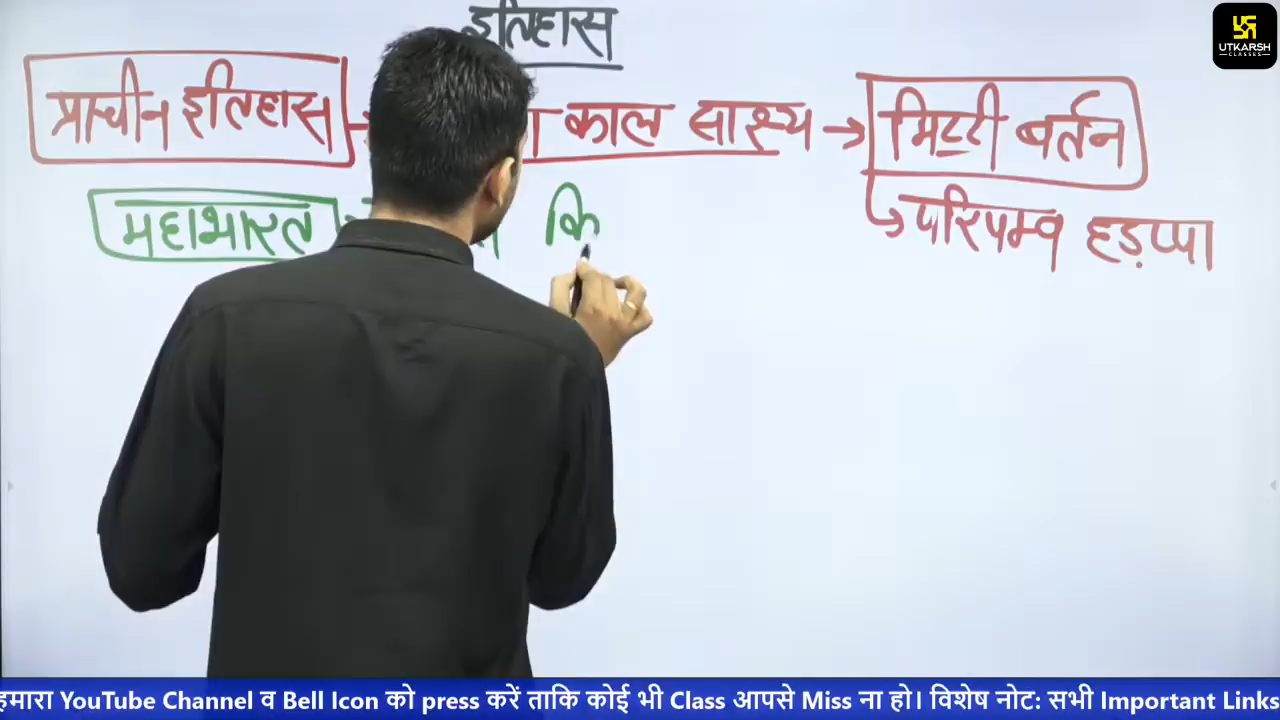 इतिहास
UTKARSH
CLASSES
प्राचीन इतिहास काल साक्ष्य → मिट्टी बर्तन
महाभारत कि
परिपम्व हड़प्पा
हमारा YouTube Channel व Bell Icon को press करें ताकि कोई भी Class आपसे Miss ना हो। विशेष नोट: सभी Important Links